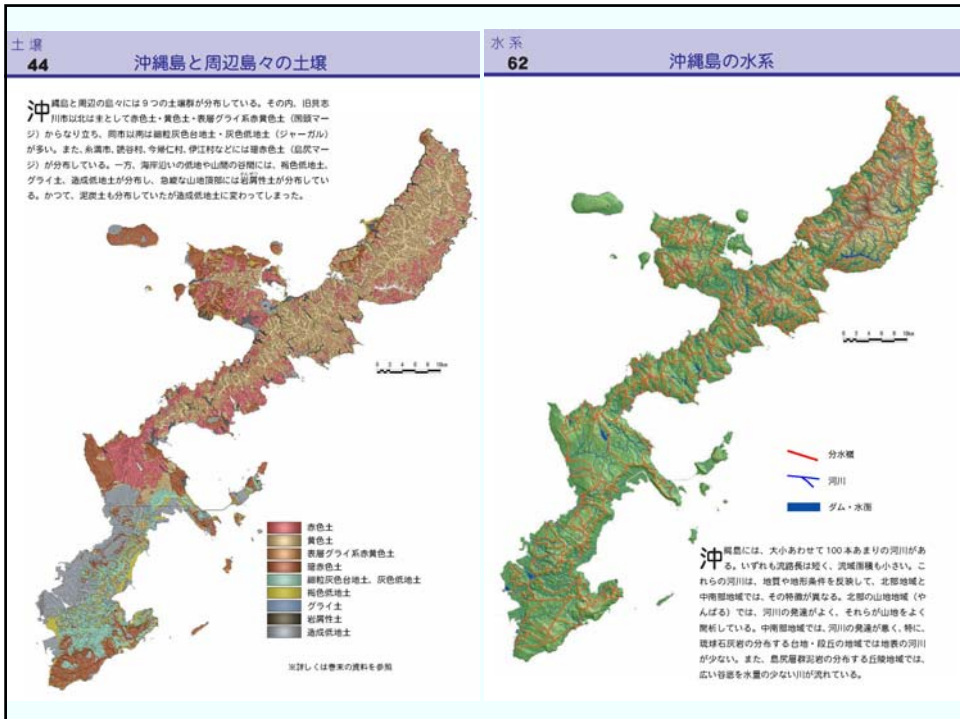 土壌
44
沖縄島と周辺島々の土壌
沖縄島と周辺の島々には９つの土壌群が分布している。その内、旧具志
川市以北は主として赤色土・黄色土・表層グライ系赤黄色土（国頭マー
ジ）からなり立ち、同市以南は細粒灰色台地土・灰色低地土（ジャーガル）
が多い。また、糸満市、読谷村、今帰仁村、伊江村などには暗赤色土（島尻マー
ジ）が分布している。一方、海岸沿いの低地や山間の谷間には、褐色低地土、
グライ土、造成低地土が分布し、急峻な山地頂部には岩屑性土が分布してい
る。かつて、泥炭土も分布していたが造成低地土に変わってしまった。
0 2 4 6 8 10km
赤色土
黄色土
表層グライ系赤黄色土
暗赤色土
細粒灰色台地土、灰色低地土
褐色低地土
グライ土
岩屑性土
造成低地土
※詳しくは巻末の資料を参照
水系
62
沖縄島の水系
0 2 4 6 8 10km
分水嶺
河川
ダム・水面
沖縄島には、大小あわせて100本あまりの河川があ
る。いずれも流路長は短く、流域面積も小さい。こ
れらの河川は、地質や地形条件を反映して、北部地域と
中南部地域では、その特徴が異なる。北部の山地地域（や
んばる）では、河川の発達がよく、それらが山地をよく
開析している。中南部地域では、河川の発達が悪く、特に、
琉球石灰岩の分布する台地・段丘の地域では地表の河川
が少ない。また、島尻層群泥岩の分布する丘陵地域では、
広い谷底を水量の少ない川が流れている。